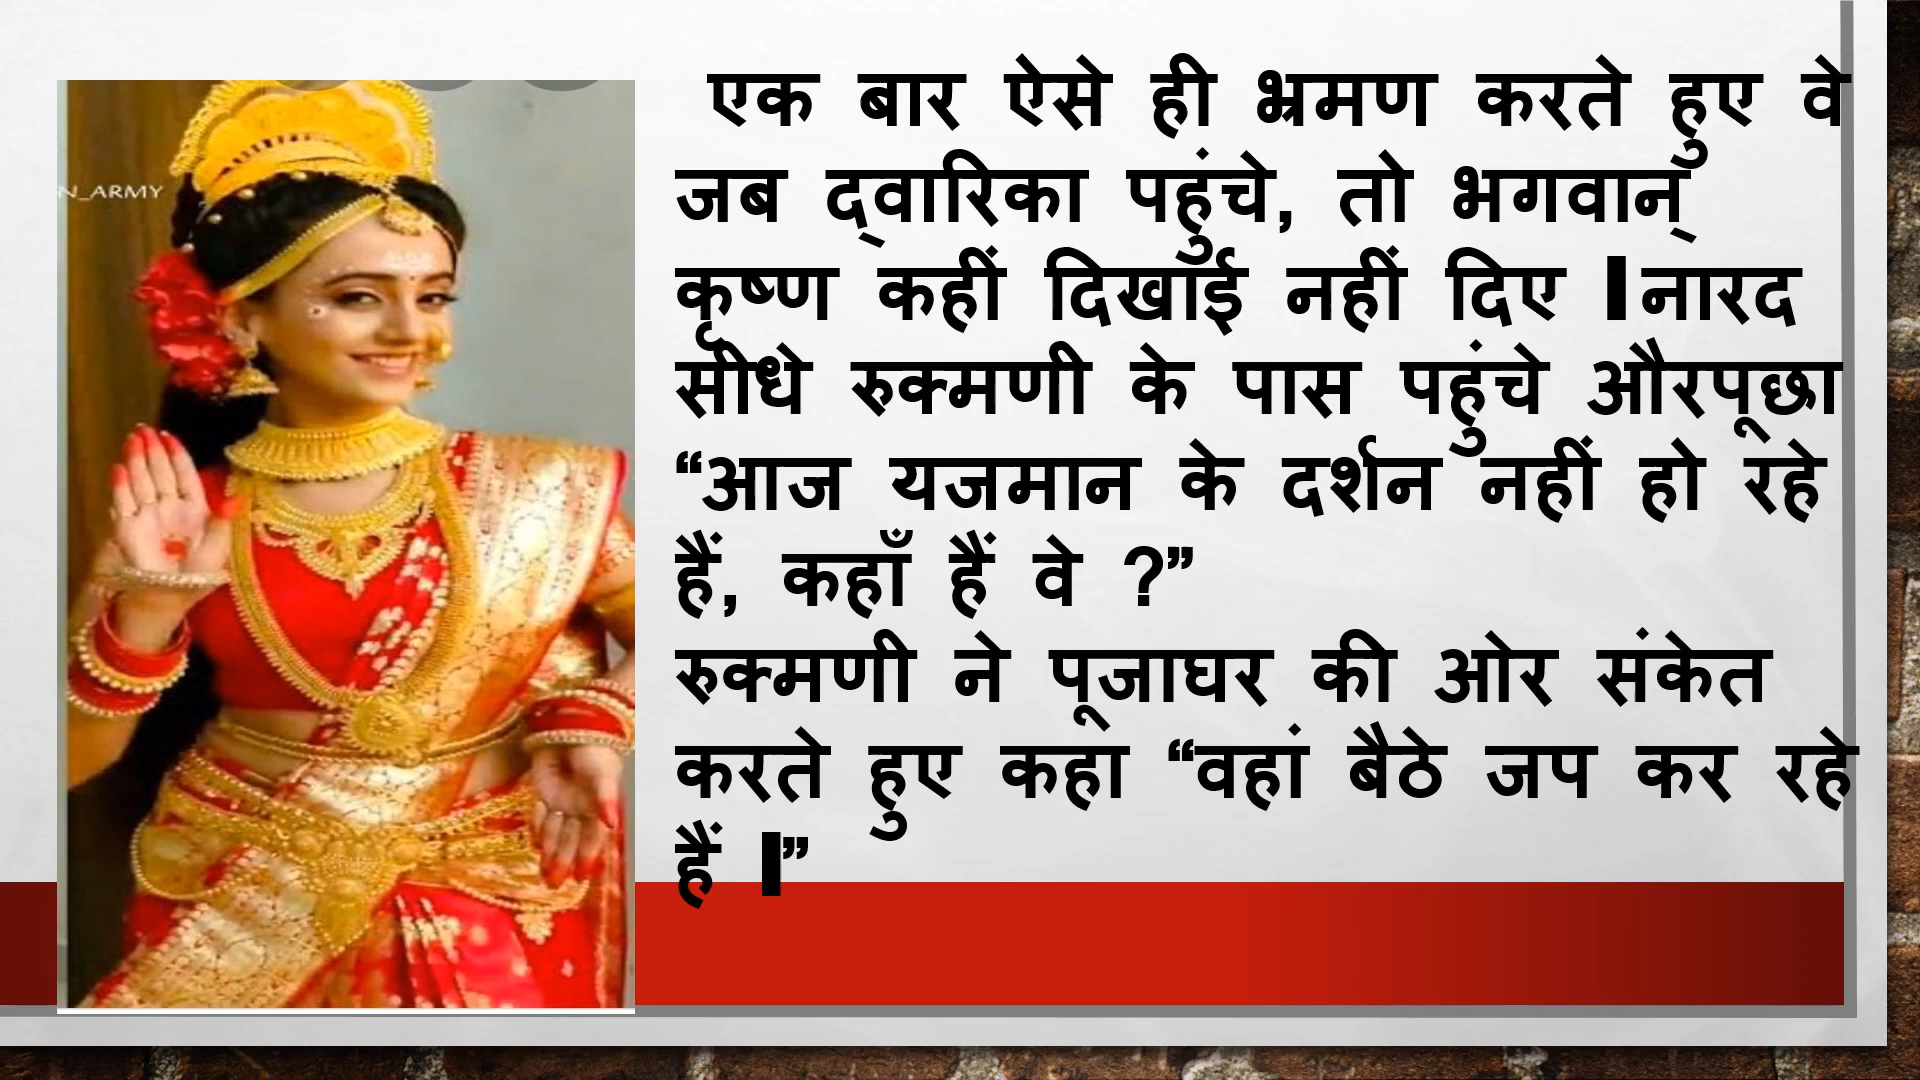 N_ARMY
एक बार ऐसे ही भ्रमण करते हुए वे
जब द्वारिका पहुंचे, तो भगवान्
कृष्ण कहीं दिखाई नहीं दिए |नारद
सीधे रुक्मणी के पास पहुंचे औरपूछा
“आज यजमान के दर्शन नहीं हो रहे
हैं, कहाँ हैं वे ?”
रुक्मणी ने पूजाघर की ओर संकेत
करते हुए कहा “वहां बैठे जप कर रहे
हैं |”